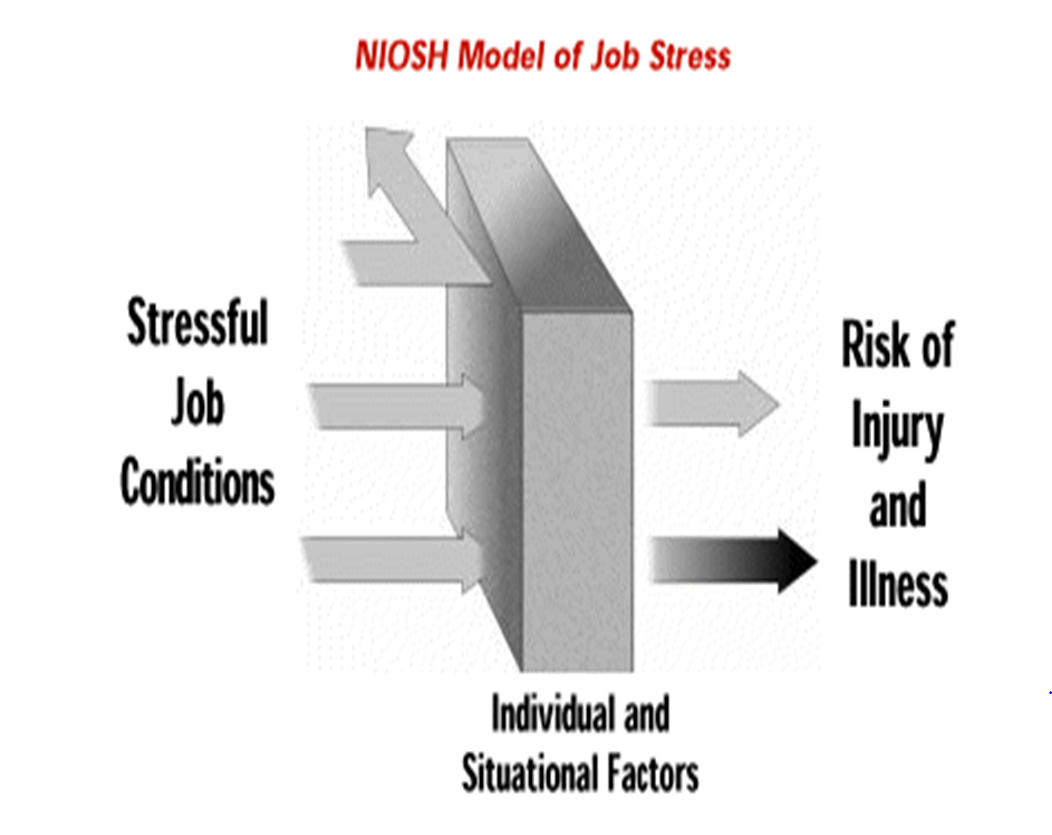 NIOSH Model of Job Stress
Stressful
Job
Conditions
Risk of
Injury
and
Illness
Individual and
Situational Factors